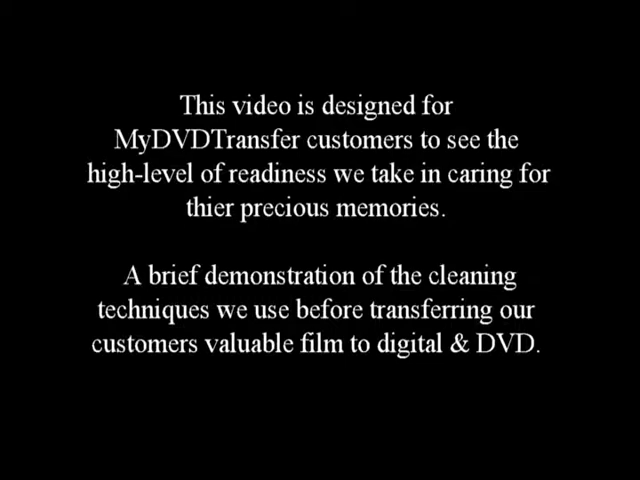 This video is designed for
MyDVDTransfer customers to see the
high-level of readiness we take in caring for
thier precious memories.
A brief demonstration of the cleaning
techniques we use before transferring our
customers valuable film to digital & DVD.